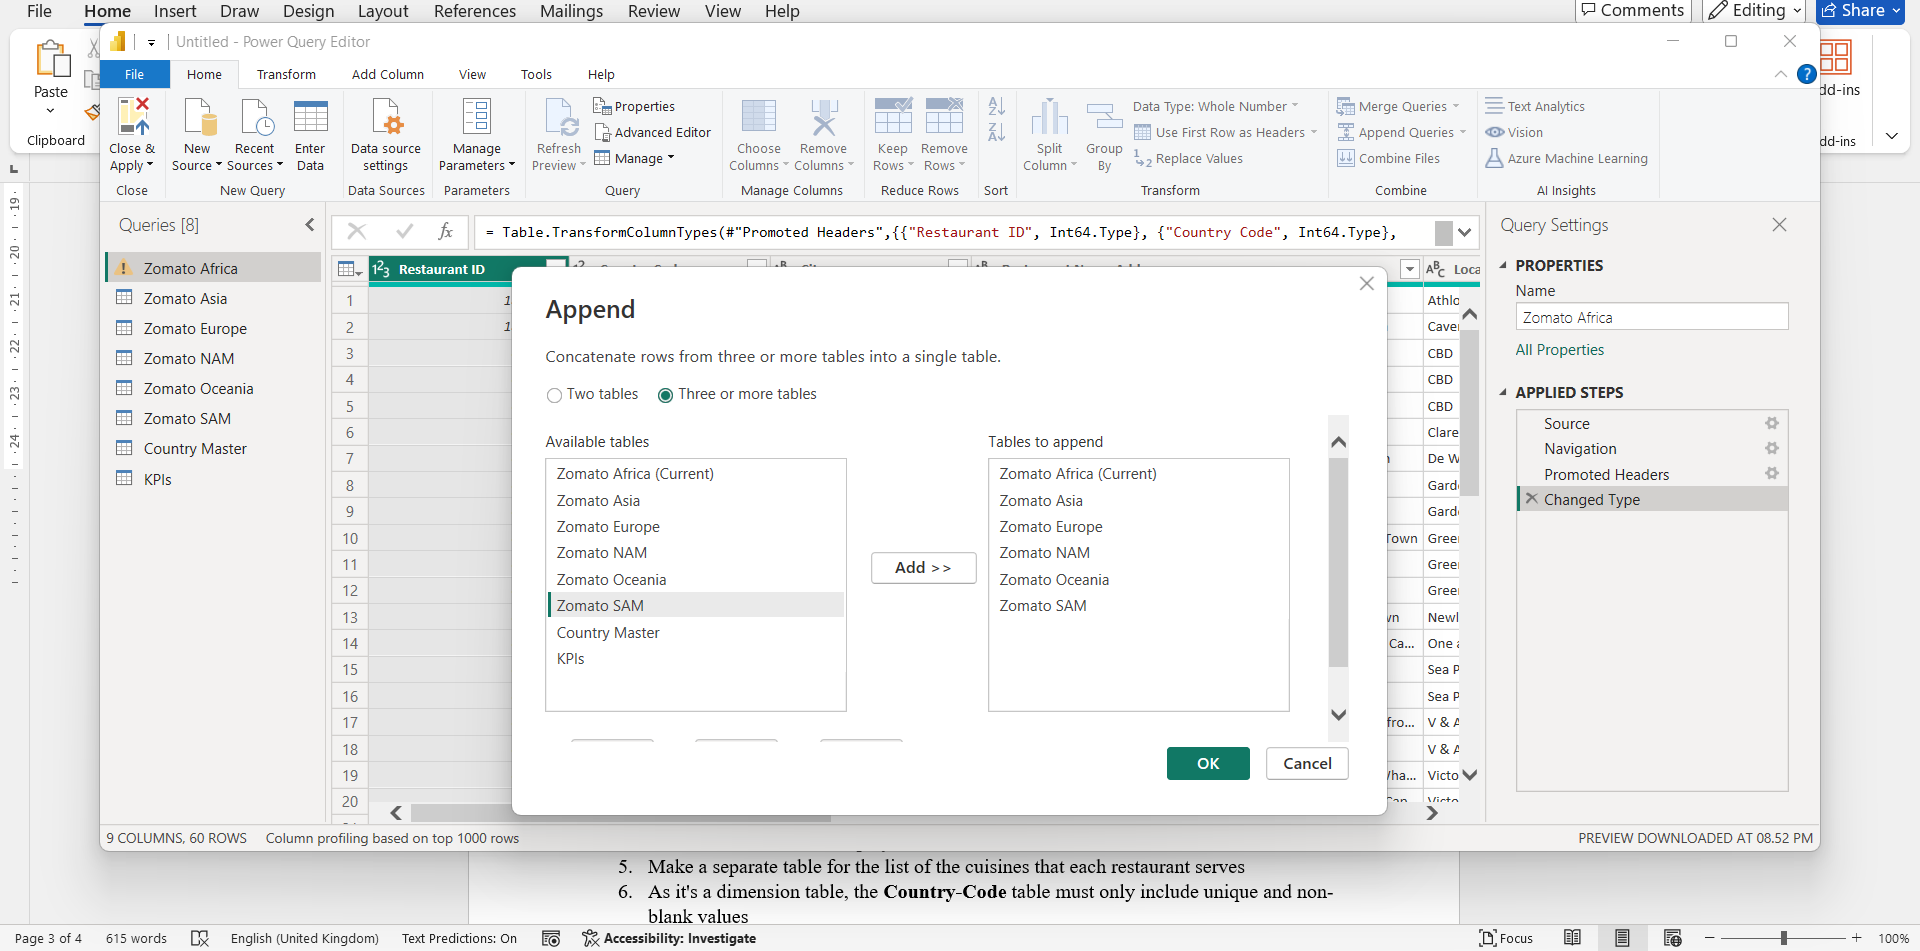 File Home Insert Draw Design Layout References Mailings Review View Help Comments Editing Share
Paste
Clipboard
dd-ins
dd-ins
Untitled - Power Query Editor
File Home Transform Add Column View Tools Help
Close & Apply
Close
New Source
Recent Sources
Enter Data
New Query
Data source settings
Data Sources
Manage Parameters
Parameters
Refresh Preview
Properties
Advanced Editor
Manage
Query
Choose Columns
Remove Columns
Manage Columns
Keep Rows
Remove Rows
Reduce Rows
Sort
Split Column
Group By
Data Type: Whole Number
Use First Row as Headers
Replace Values
Transform
Merge Queries
Append Queries
Combine Files
Combine
Text Analytics
Vision
Azure Machine Learning
AI Insights
Queries [8]
Zomato Africa
Zomato Asia
Zomato Europe
Zomato NAM
Zomato Oceania
Zomato SAM
Country Master
KPIs
fx = Table.TransformColumnTypes(#"Promoted Headers",{{"Restaurant ID", Int64.Type}, {"Country Code", Int64.Type},
Restaurant ID
1
2
3
4
5
6
7
8
9
10
11
12
13
14
15
16
17
18
19
20
Append
Concatenate rows from three or more tables into a single table.
Two tables Three or more tables
Available tables
Zomato Africa (Current)
Zomato Asia
Zomato Europe
Zomato NAM
Zomato Oceania
Zomato SAM
Country Master
KPIs
Add >>
Tables to append
Zomato Africa (Current)
Zomato Asia
Zomato Europe
Zomato NAM
Zomato Oceania
Zomato SAM
OK Cancel
Loca
Athlo
Caver
CBD
CBD
CBD
Clare
De W
Gard
Gard
Town Green
Green
Green
Newl
Ca... One a
Sea P
Sea P
fro... V & A
V & A
Wha... Victo
Query Settings
PROPERTIES
Name
Zomato Africa
All Properties
APPLIED STEPS
Source
Navigation
Promoted Headers
Changed Type
9 COLUMNS, 60 ROWS Column profiling based on top 1000 rows PREVIEW DOWNLOADED AT 08.52 PM
5. Make a separate table for the list of the cuisines that each restaurant serves
6. As it's a dimension table, the Country-Code table must only include unique and non-
blank values
Page 3 of 4 615 words English (United Kingdom) Text Predictions: On Accessibility: Investigate Focus 100%